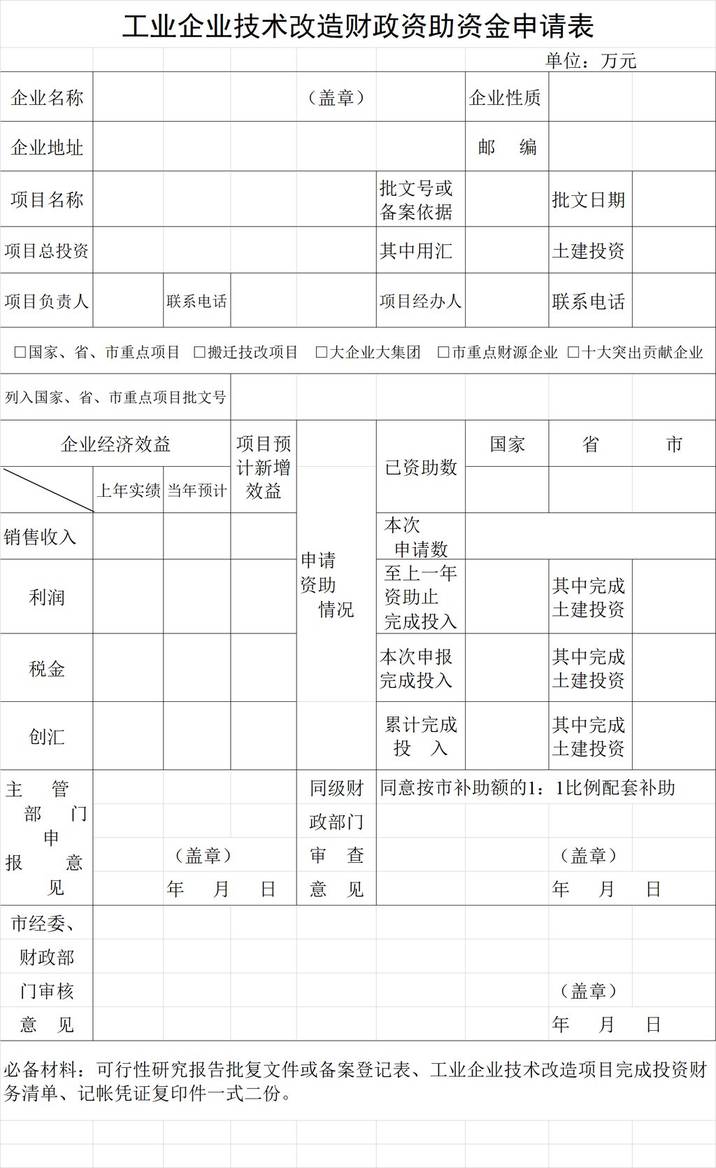 工业企业技术改造财政资助资金申请表
单位：万元
企业名称 （盖章） 企业性质
企业地址 邮 编
项目名称 批文号或 备案依据 批文日期
项目总投资 其中用汇 土建投资
项目负责人 联系电话 项目经办人 联系电话
□国家、省、市重点项目 □搬迁技改项目 □大企业大集团 □市重点财源企业 □十大突出贡献企业
列入国家、省、市重点项目批文号
企业经济效益
上年实绩 当年预计
项目预
计新增
效益
申请
资助
情况
已资助数
国家 省 市
销售收入
本次
申请数
利润
至上一年
资助止
完成投入
其中完成
土建投资
税金
本次申报
完成投入
其中完成
土建投资
创汇
累计完成
投 入
其中完成
土建投资
主 管
部 门
申
报 意
见
（盖章）
年 月 日
同级财
政部门
审 查
意 见
同意按市补助额的1：1比例配套补助
（盖章）
年 月 日
市经委、
财政部
门审核
意 见
（盖章）
年 月 日
必备材料：可行性研究报告批复文件或备案登记表、工业企业技术改造项目完成投资财
务清单、记帐凭证复印件一式二份。